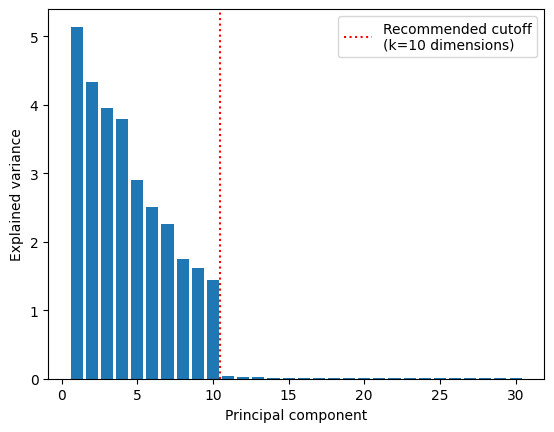 Recommended cutoff
(k=10 dimensions)
Explained variance
5
4
3
2
1
0
0 5 10 15 20 25 30
Principal component